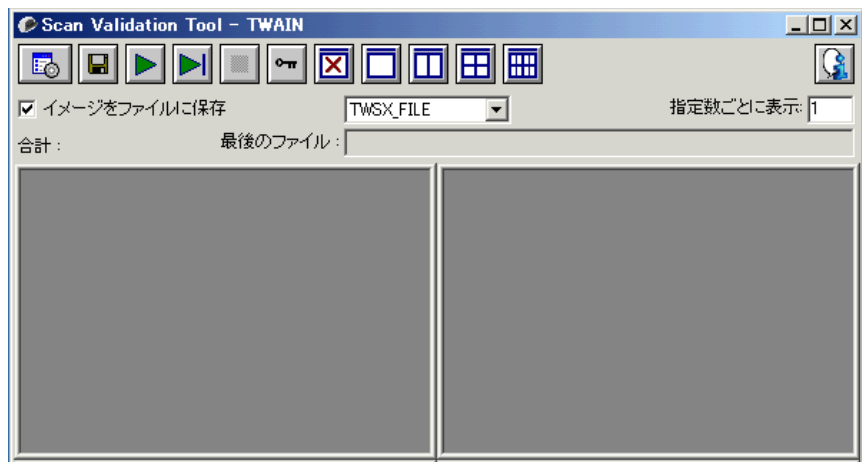 Scan Validation Tool - TWAIN
イメージをファイルに保存 TWSX_FILE 指定数ごとに表示: 1
合計 : 最後のファイル :